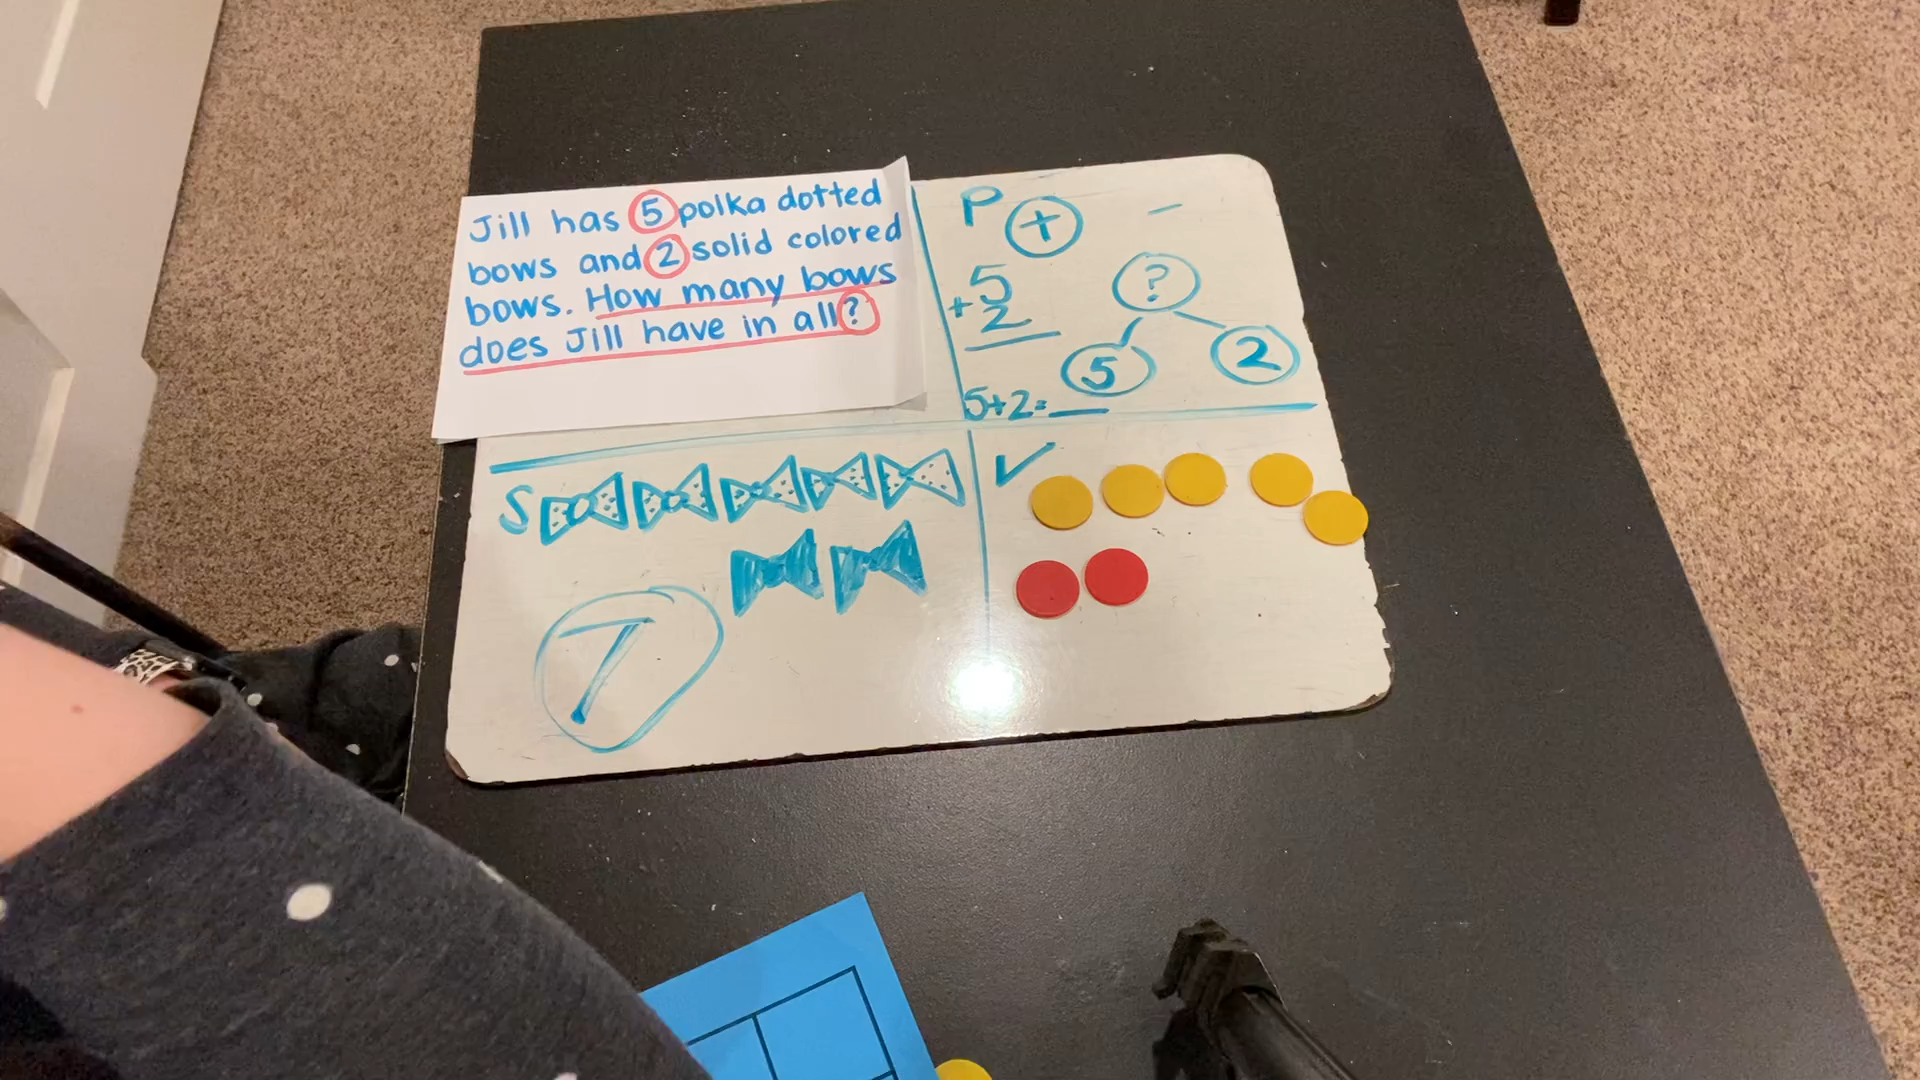 Jill has 5 polka dotted
bows and 2 solid colored
bows. How many bows
does Jill have in all?
P + -
5
+2
?
5 2
5+2=__
S
7
✓